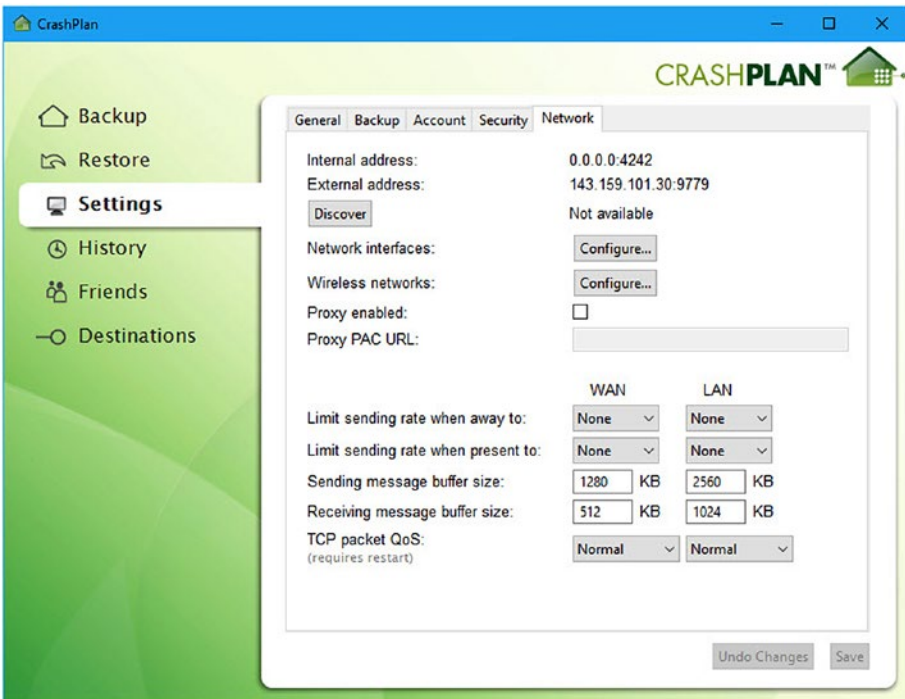 CrashPlan
CRASHPLAN™
Backup
Restore
Settings
History
Friends
Destinations
General Backup Account Security Network
Internal address: 0.0.0.0:4242
External address: 143.159.101.30:9779
Discover Not available
Network interfaces: Configure...
Wireless networks: Configure...
Proxy enabled:
Proxy PAC URL:
WAN LAN
Limit sending rate when away to: None None
Limit sending rate when present to: None None
Sending message buffer size: 1280 KB 2560 KB
Receiving message buffer size: 512 KB 1024 KB
TCP packet QoS: Normal Normal
(requires restart)
Undo Changes Save